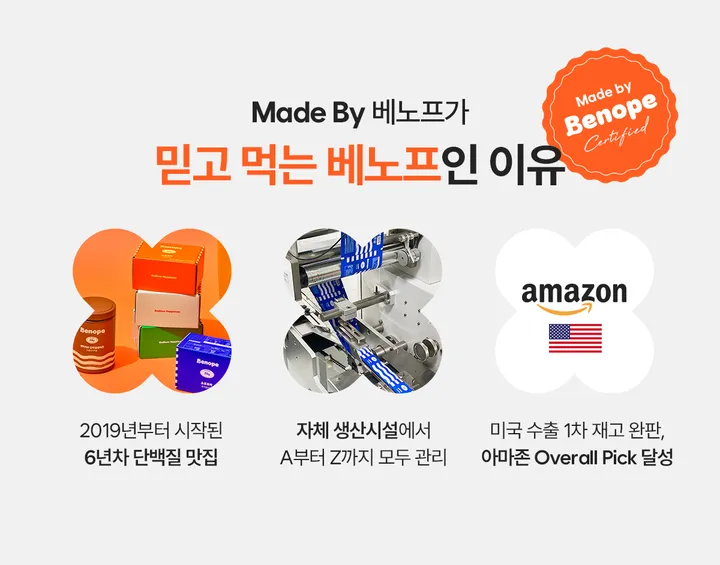 Made by
Benope
Certified
Made By 베노프가
믿고 먹는 베노프인 이유
Benope
Benope
amazon
2019년부터 시작된
6년차 단백질 맛집
자체 생산시설에서
A부터 Z까지 모두 관리
미국 수출 1차 재고 완판,
아마존 Overall Pick 달성